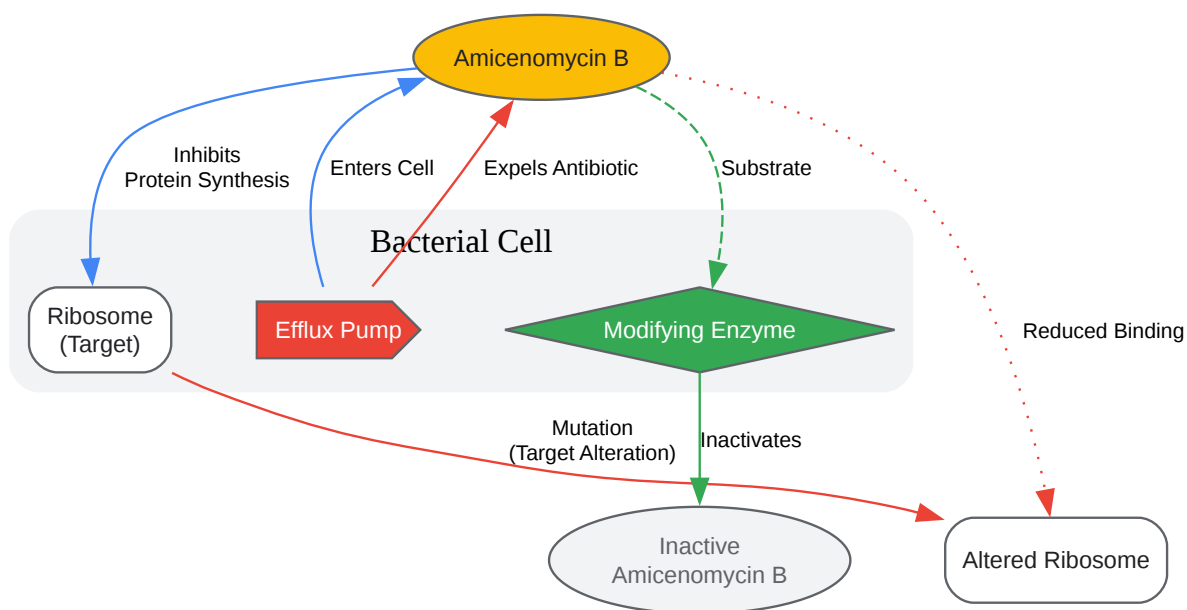 Amicenomycin B
Inhibits
Protein Synthesis
Enters Cell
Expels Antibiotic
Substrate
Bacterial Cell
Ribosome
(Target)
Efflux Pump
Modifying Enzyme
Reduced Binding
Mutation
(Target Alteration)
Inactivates
Inactive
Amicenomycin B
Altered Ribosome